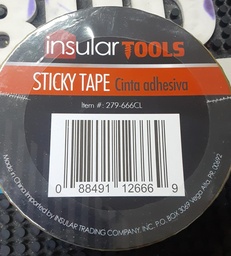 insular TOOLS
STICKY TAPE Cinta adhesiva
Item #: 279-666CL
0 88491 12666 9
Made in China Imported by INSULAR TRADING COMPANY INC. P.O. BOX 3069 Vega Alta, PR. 00692